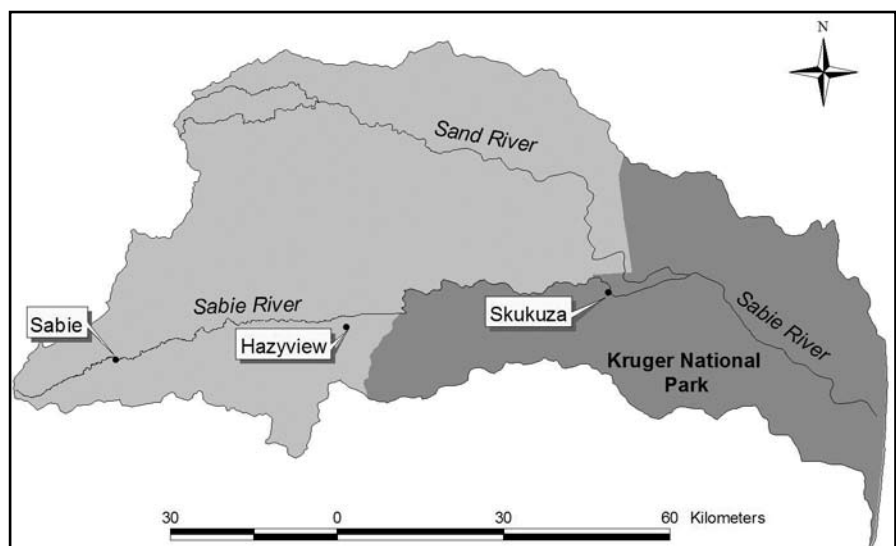 N
Sand River
Sabie River
Sabie
Hazyview
Skukuza
Sabie River
Kruger National
Park
30 0 30 60 Kilometers